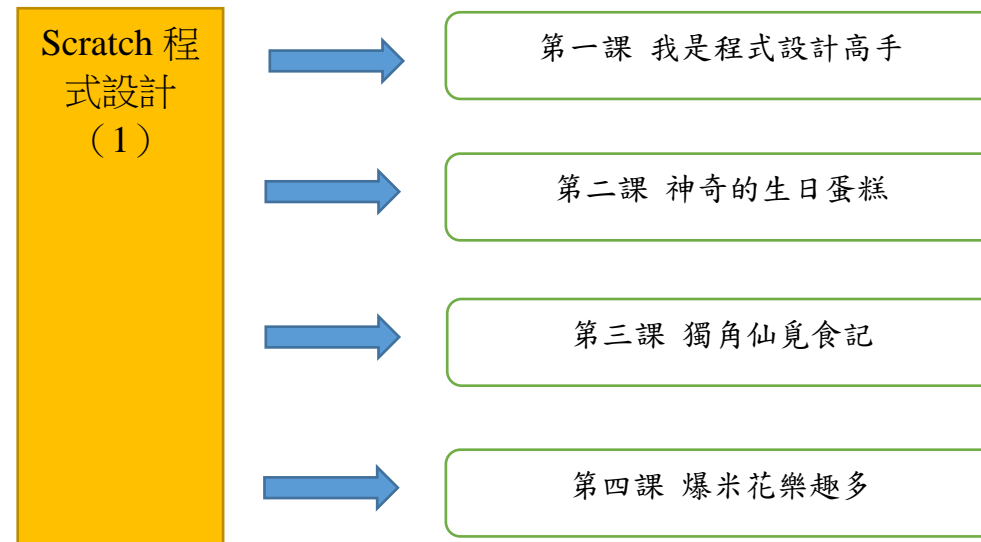 Scratch 程
式設計
（1）
第一課 我是程式設計高手
第二課 神奇的生日蛋糕
第三課 獨角仙覓食記
第四課 爆米花樂趣多